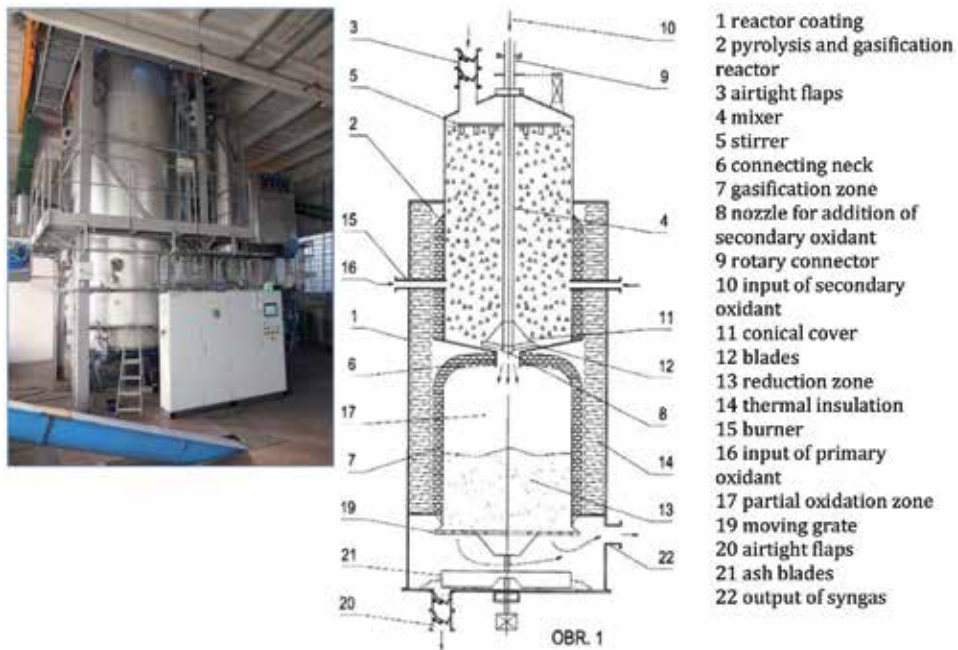 3
10
5
9
2
15
4
16
1
11
6
12
17
8
7
14
19
13
21
22
20
OBR. 1
1 reactor coating
2 pyrolysis and gasification
reactor
3 airtight flaps
4 mixer
5 stirrer
6 connecting neck
7 gasification zone
8 nozzle for addition of
secondary oxidant
9 rotary connector
10 input of secondary
oxidant
11 conical cover
12 blades
13 reduction zone
14 thermal insulation
15 burner
16 input of primary
oxidant
17 partial oxidation zone
19 moving grate
20 airtight flaps
21 ash blades
22 output of syngas